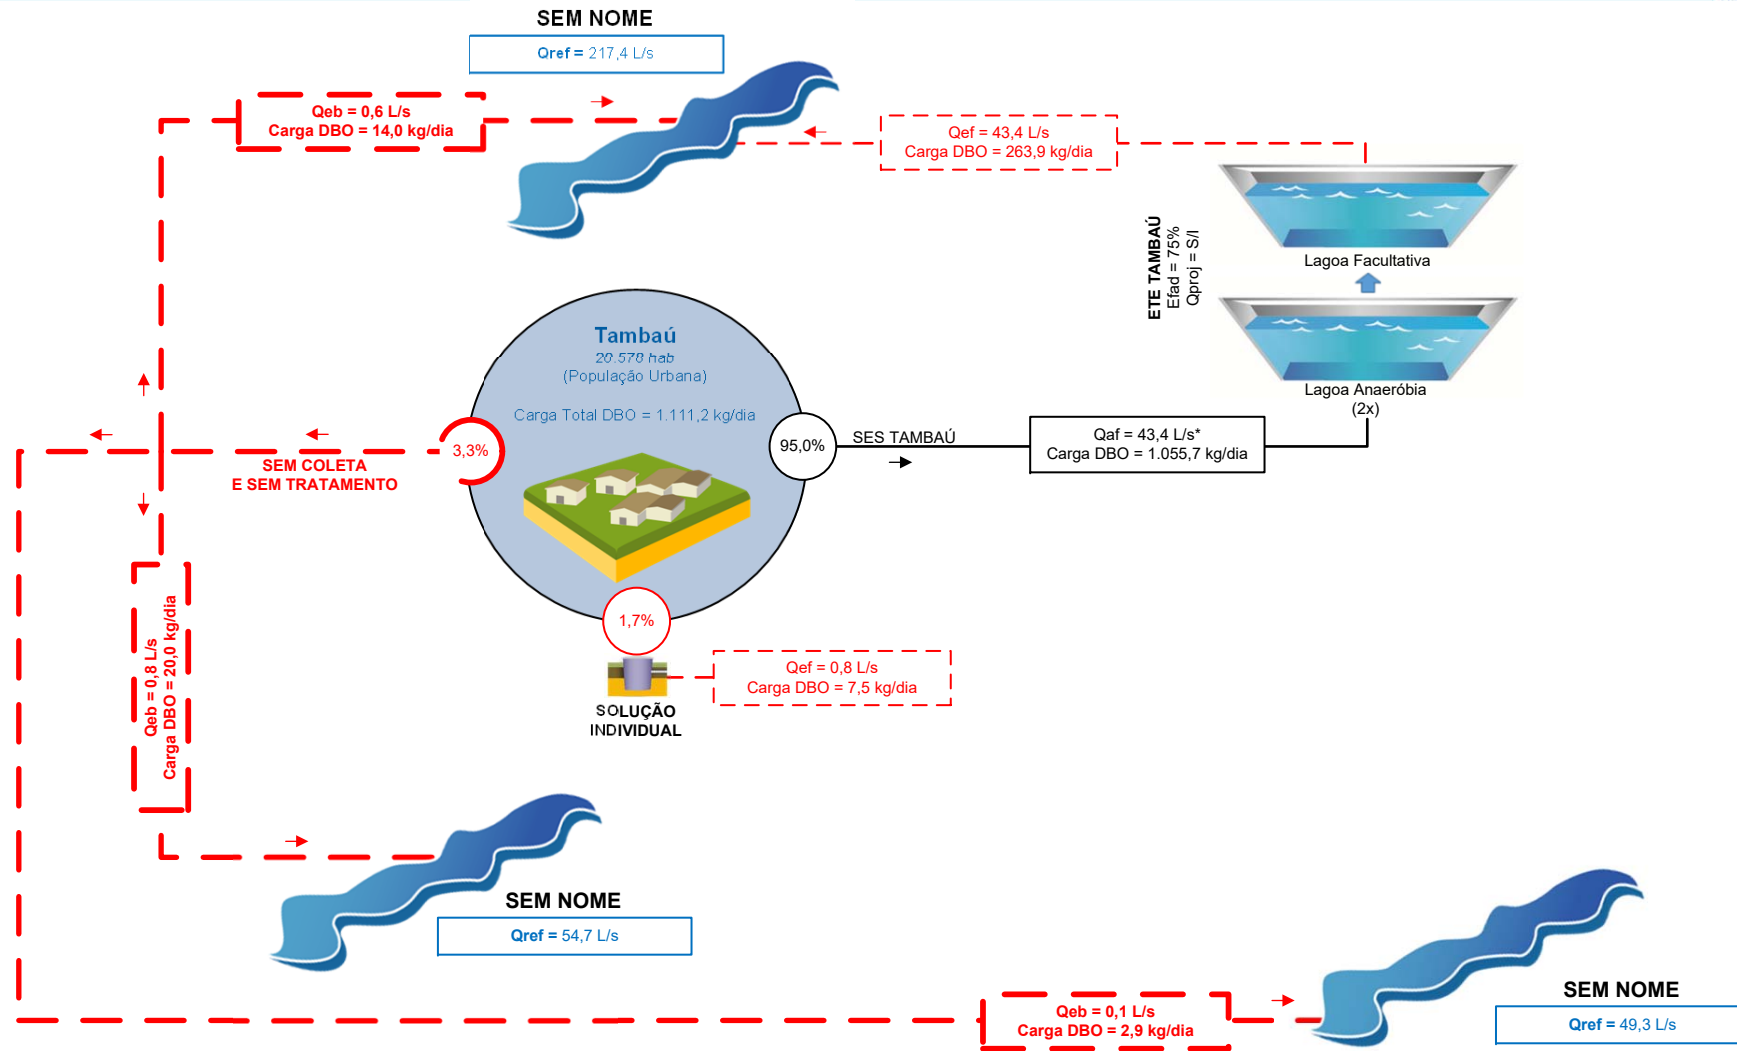 SEM NOME
Qref = 217,4 L/s
Qeb = 0,6 L/s
Carga DBO = 14,0 kg/dia
Qef = 43,4 L/s
Carga DBO = 263,9 kg/dia
ETE TAMBAÚ
Efad = 75%
Qproj = S/I
Lagoa Facultativa
Lagoa Anaeróbia
(2x)
Tambaú
20.578 hab
(População Urbana)
Carga Total DBO = 1.111,2 kg/dia
3,3%
95,0%
SES TAMBAÚ
Qaf = 43,4 L/s*
Carga DBO = 1.055,7 kg/dia
SEM COLETA
E SEM TRATAMENTO
1,7%
Qef = 0,8 L/s
Carga DBO = 7,5 kg/dia
SOLUÇÃO
INDIVIDUAL
Qeb = 0,8 L/s
Carga DBO = 20,0 kg/dia
SEM NOME
Qref = 54,7 L/s
Qeb = 0,1 L/s
Carga DBO = 2,9 kg/dia
SEM NOME
Qref = 49,3 L/s